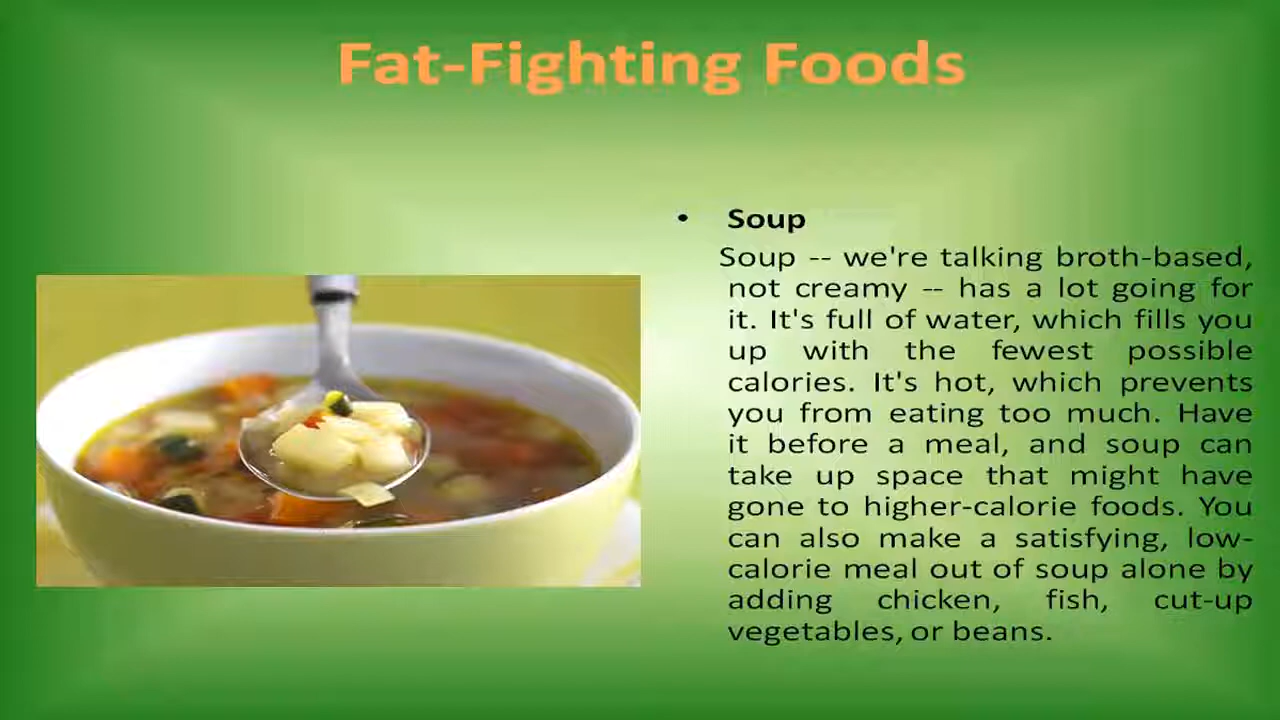 Fat-Fighting Foods
• Soup
Soup -- we're talking broth-based,
not creamy -- has a lot going for
it. It's full of water, which fills you
up with the fewest possible
calories. It's hot, which prevents
you from eating too much. Have
it before a meal, and soup can
take up space that might have
gone to higher-calorie foods. You
can also make a satisfying, low-
calorie meal out of soup alone by
adding chicken, fish, cut-up
vegetables, or beans.